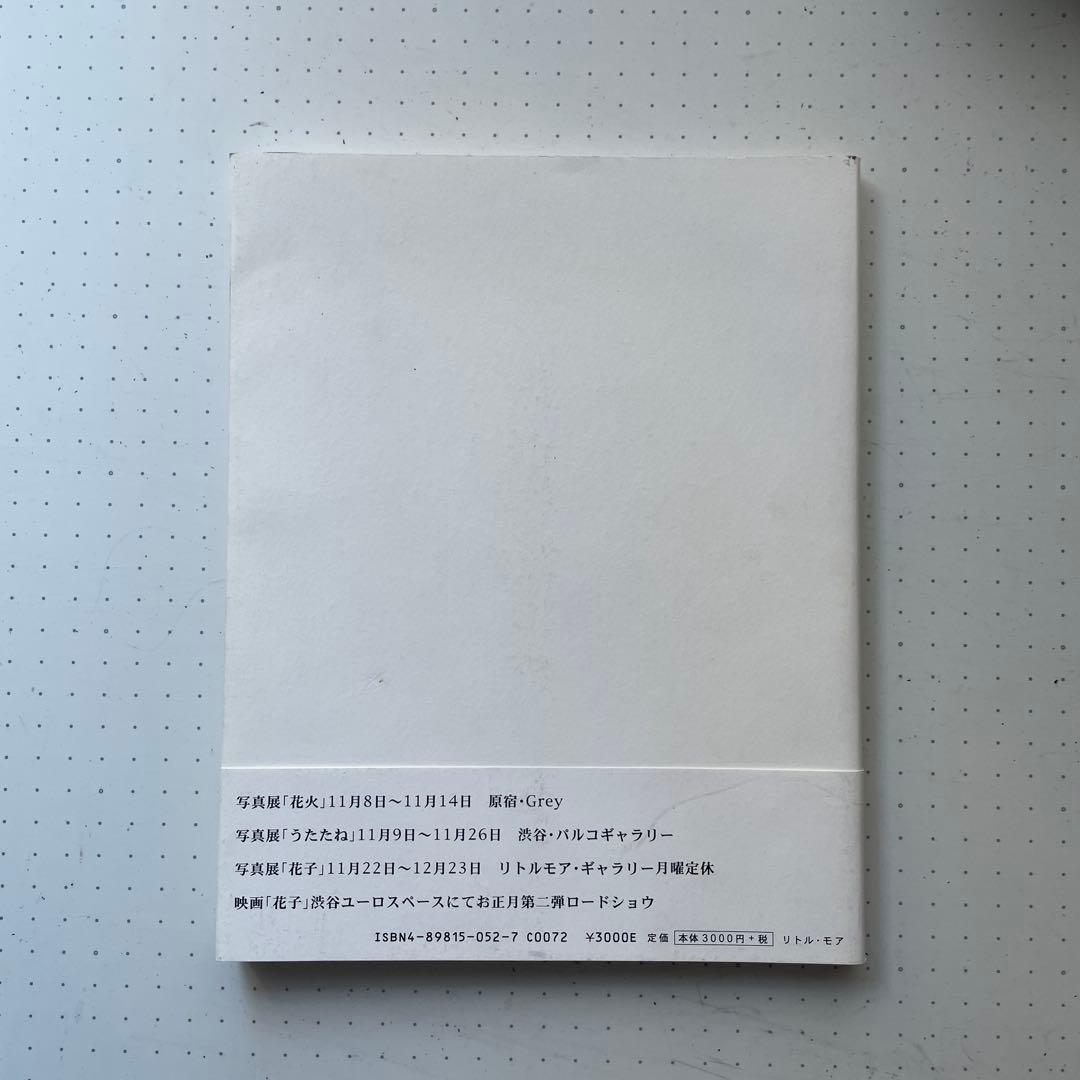 写真展「花火」11月8日〜11月14日　原宿・Grey
写真展「うたたね」11月9日〜11月26日　渋谷・パルコギャラリー
写真展「花子」11月22日〜12月23日　リトルモア・ギャラリー月曜定休
映画「花子」渋谷ユーロスペースにてお正月第二弾ロードショウ
ISBN4-89815-052-7 C0072　¥3000E　定価 本体3000円+税　リトル・モア